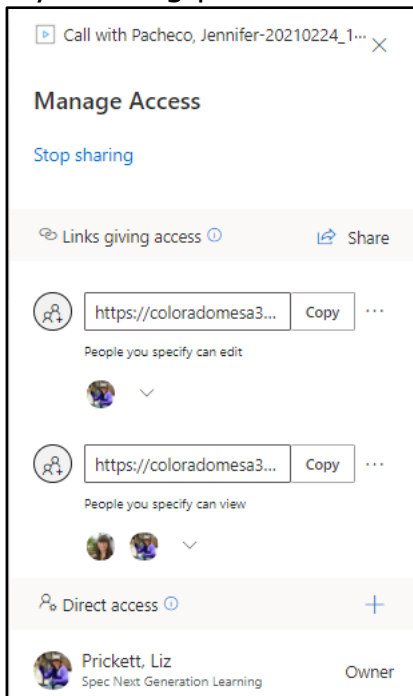 Call with Pacheco, Jennifer-20210224_1...
Manage Access
Stop sharing
Links giving access
Share
https://coloradomesa3...
Copy
People you specify can edit
https://coloradomesa3...
Copy
People you specify can view
Direct access
Prickett, Liz
Spec Next Generation Learning
Owner